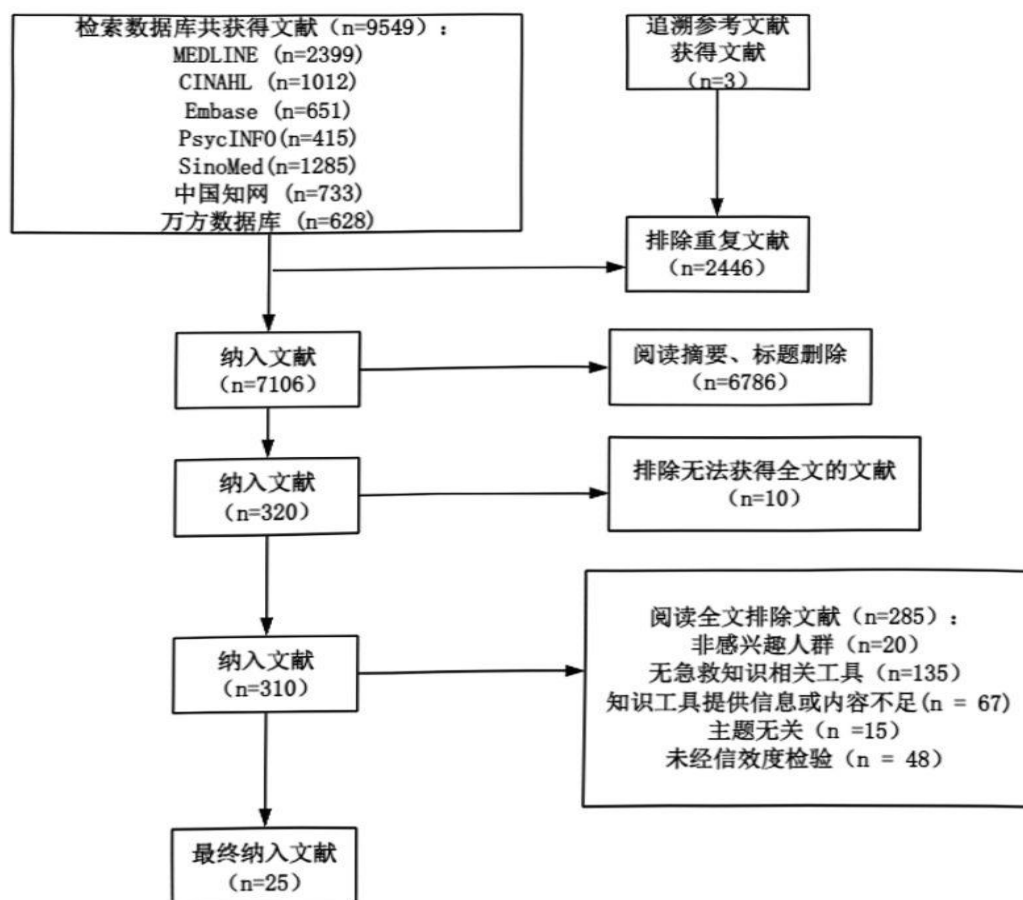 检索数据库共获得文献（n=9549）：
MEDLINE (n=2399)
CINAHL (n=1012)
Embase (n=651)
PsycINFO(n=415)
SinoMed(n=1285)
中国知网 (n=733)
万方数据库 (n=628)
追溯参考文献
获得文献
(n=3)
排除重复文献
（n=2446）
纳入文献
（n=7106）
阅读摘要、标题删除
（n=6786）
纳入文献
（n=320）
排除无法获得全文的文献
（n=10）
纳入文献
（n=310）
阅读全文排除文献（n=285）：
非感兴趣人群（n=20）
无急救知识相关工具（n=135）
知识工具提供信息或内容不足(n = 67)
主题无关（n =15）
未经信效度检验（n = 48）
最终纳入文献
（n=25）